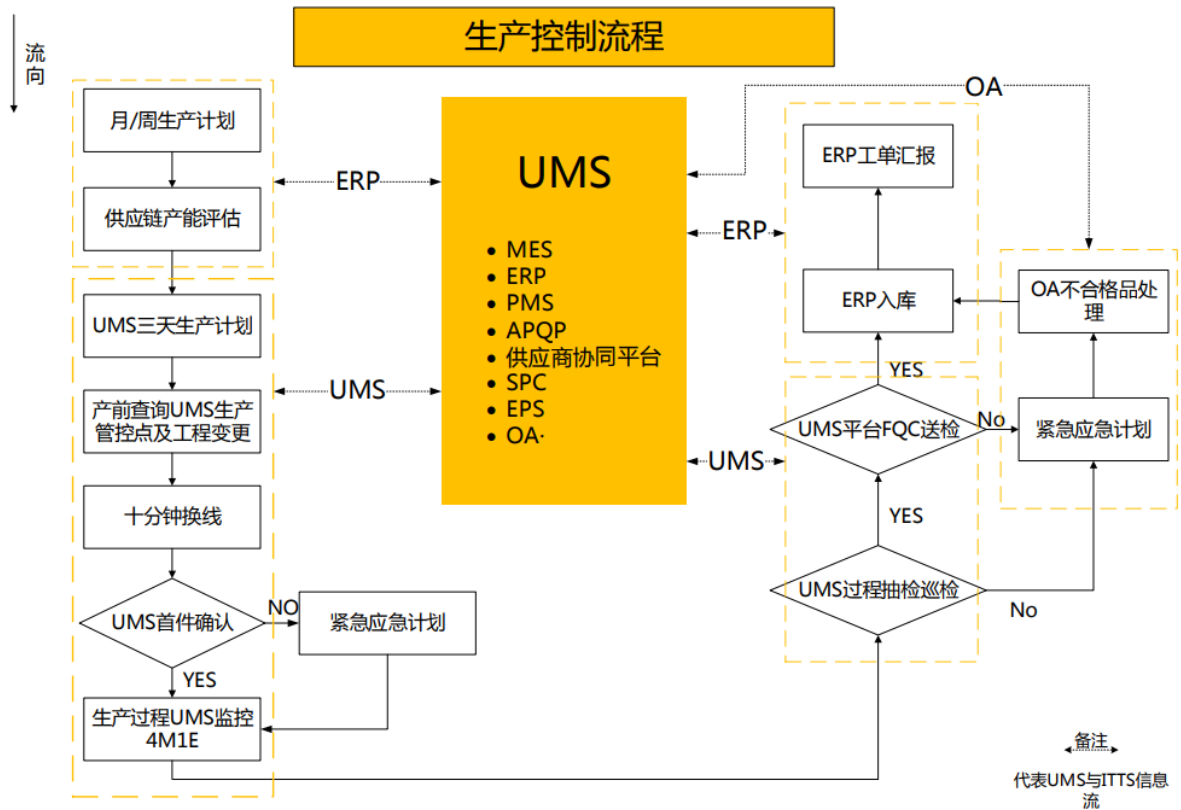 生产控制流程
流
向
月/周生产计划
供应链产能评估
ERP
UMS三天生产计划
产前查询UMS生产
管控点及工程变更
UMS
十分钟换线
UMS首件确认
NO
紧急应急计划
YES
生产过程UMS监控
4M1E
UMS
• MES
• ERP
• PMS
• APQP
• 供应商协同平台
• SPC
• EPS
• OA·
OA
ERP工单汇报
ERP
ERP入库
OA不合格品处
理
YES
UMS平台FQC送检
No
紧急应急计划
UMS
YES
UMS过程抽检巡检
No
备注
代表UMS与ITTS信息
流